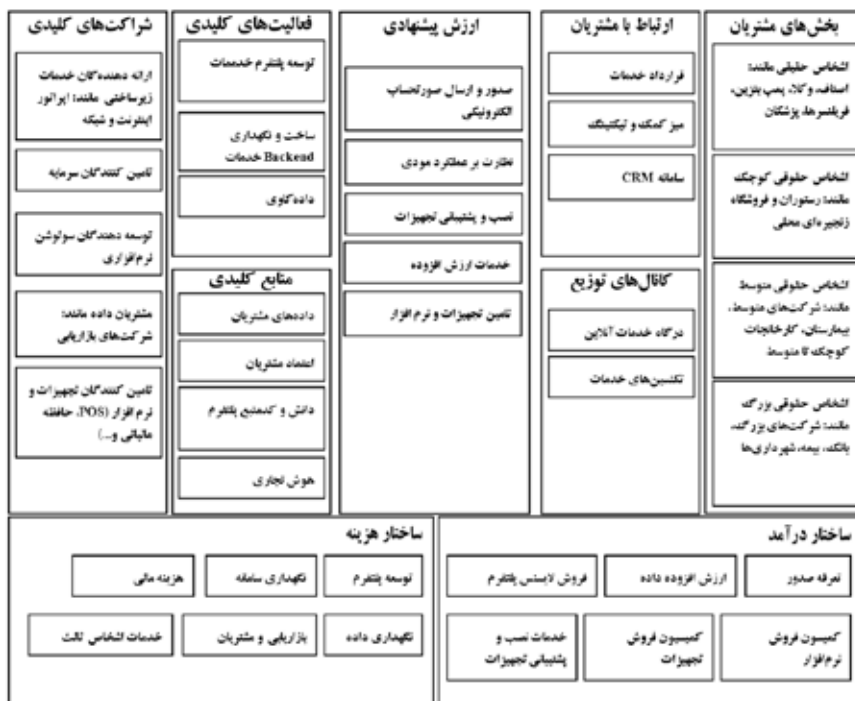 بخش‌های مشتریان
اشخاص حقیقی مانند:
اصناف، وکلا، پمپ بنزین،
فریلنسرها، پزشکان
اشخاص حقوقی کوچک
مانند: رستوران و فروشگاه
زنجیره‌ای محلی
اشخاص حقوقی متوسط
مانند: شرکت‌های متوسط،
بیمارستان، کارخانجات
کوچک تا متوسط
اشخاص حقوقی بزرگ
مانند: شرکت‌های بزرگ،
بانک، بیمه، شهرداری‌ها
ارتباط با مشتریان
قرارداد خدمات
میز کمک و تیکتینگ
سامانه CRM
کانال‌های توزیع
درگاه خدمات آنلاین
تکنسین‌های خدمات
ارزش پیشنهادی
صدور و ارسال صورتحساب
الکترونیکی
نظارت بر عملکرد مودی
نصب و پشتیبانی تجهیزات
خدمات ارزش افزوده
تامین تجهیزات و نرم افزار
فعالیت‌های کلیدی
توسعه پلتفرم خدممات
ساخت و نگهداری
Backend خدمات
داده‌کاوی
منابع کلیدی
داده‌های مشتریان
اعتماد مشتریان
دانش و کدمنبع پلتفرم
هوش تجاری
شراکت‌های کلیدی
ارائه دهنده‌گان خدمات
زیرساختی مانند: اپراتور
اینترنت و شبکه
تامین کنندگان سرمایه
توسعه دهندگان سولوشن
نرم‌افزاری
مشتریان داده مانند:
شرکت‌های بازاریابی
تامین کنندگان تجهیزات و
نرم افزار (POS، حافظه
مالیاتی و...)
ساختار درآمد
تعرفه صدور
ارزش افزوده داده
فروش لایسنس پلتفرم
کمیسون فروش
نرم‌افزار
کمیسیون فروش
تجهیزات
خدمات نصب و
پشتیبانی تجهیزات
ساختار هزینه
توسعه پلتفرم
نگهداری سامانه
هزینه مالی
نگهداری داده
بازاریابی و مشتریان
خدمات اشخاص ثالث